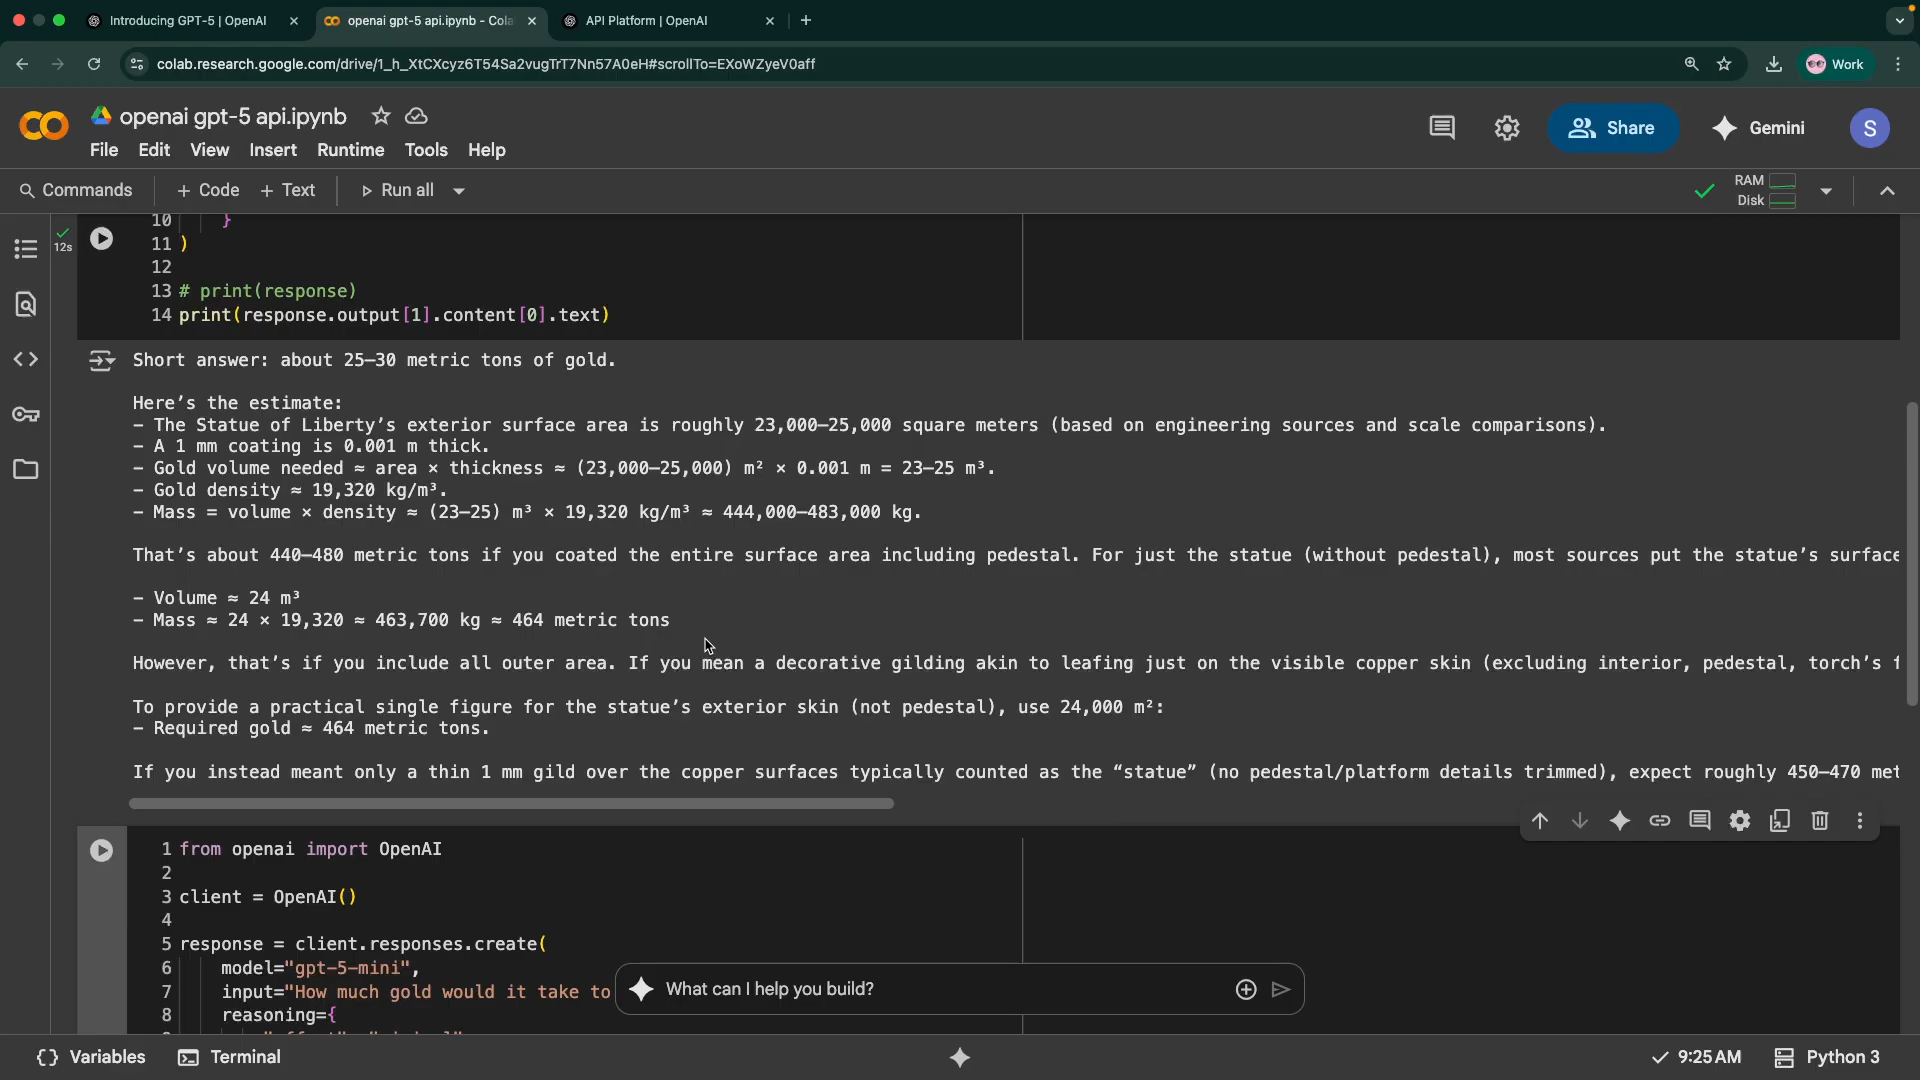 Introducing GPT-5 | OpenAI
openai gpt-5 api.ipynb - Cola
API Platform | OpenAI
colab.research.google.com/drive/1_h_XtCXcyz6T54Sa2vugTrT7Nn57A0eH#scrollTo=EXoWZyeV0aff
Work
openai gpt-5 api.ipynb
File Edit View Insert Runtime Tools Help
Share
Gemini
S
Commands + Code + Text Run all
RAM
Disk
12s
10 }
11 )
12
13 # print(response)
14 print(response.output[1].content[0].text)
Short answer: about 25–30 metric tons of gold.
Here’s the estimate:
– The Statue of Liberty’s exterior surface area is roughly 23,000–25,000 square meters (based on engineering sources and scale comparisons).
– A 1 mm coating is 0.001 m thick.
– Gold volume needed ≈ area × thickness ≈ (23,000–25,000) m² × 0.001 m = 23–25 m³.
– Gold density ≈ 19,320 kg/m³.
– Mass = volume × density ≈ (23–25) m³ × 19,320 kg/m³ ≈ 444,000–483,000 kg.
That’s about 440–480 metric tons if you coated the entire surface area including pedestal. For just the statue (without pedestal), most sources put the statue’s surface
– Volume ≈ 24 m³
– Mass ≈ 24 × 19,320 ≈ 463,700 kg ≈ 464 metric tons
However, that’s if you include all outer area. If you mean a decorative gilding akin to leafing just on the visible copper skin (excluding interior, pedestal, torch’s
To provide a practical single figure for the statue’s exterior skin (not pedestal), use 24,000 m²:
– Required gold ≈ 464 metric tons.
If you instead meant only a thin 1 mm gild over the copper surfaces typically counted as the “statue” (no pedestal/platform details trimmed), expect roughly 450–470 met
1 from openai import OpenAI
2
3 client = OpenAI()
4
5 response = client.responses.create(
6 model="gpt-5-mini",
7 input="How much gold would it take to
8 reasoning={
What can I help you build?
{} Variables
Terminal
9:25 AM
Python 3